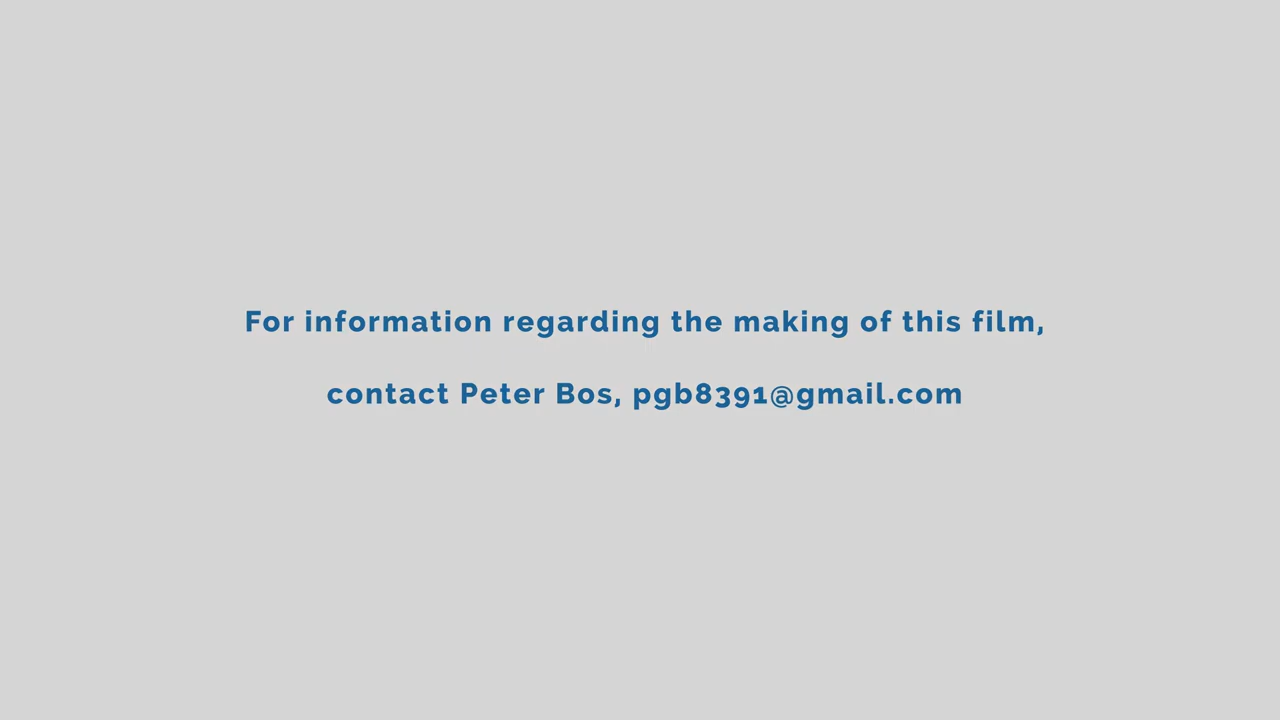 For information regarding the making of this film,
contact Peter Bos, pgb8391@gmail.com